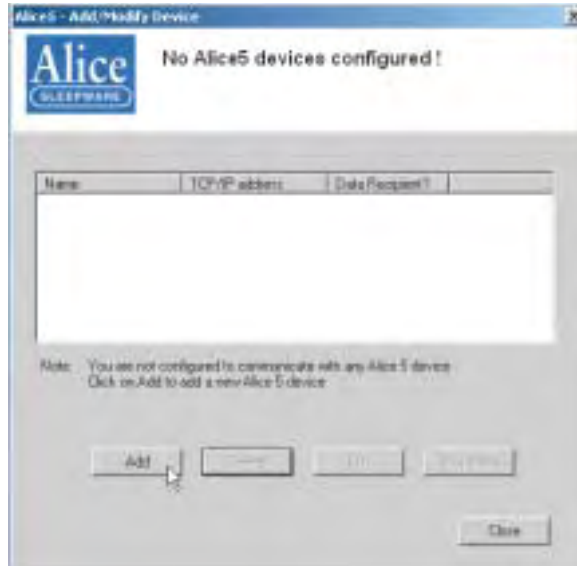 Alice5 - Add/Modify Device
Alice
SLEEPWARE
No Alice5 devices configured !
Name TCP/IP address Data Recipient?
Note: You are not configured to communicate with any Alice 5 device
Click on Add to add a new Alice 5 device
Add
Close